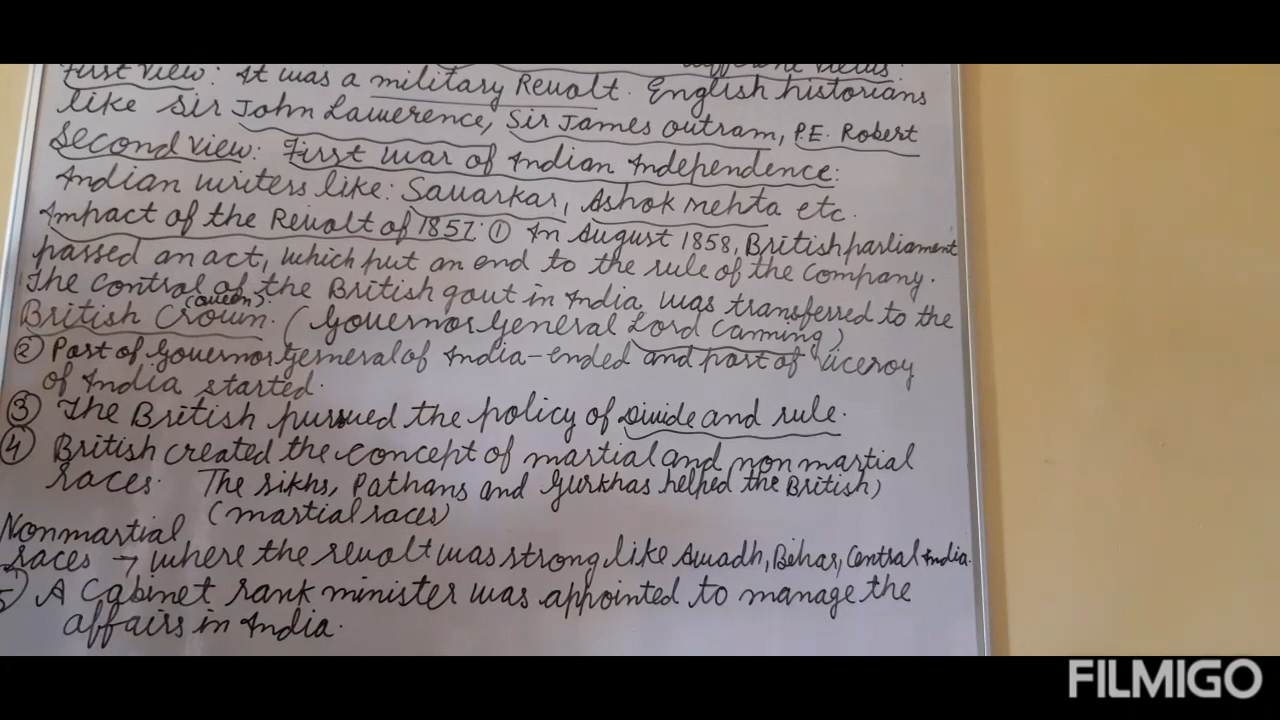 different views:
First view: It was a military Revolt. English historians
like Sir John Lawerence, Sir James outram, P.E. Robert
Second view: First war of Indian Independence:
Indian writers like: Savarkar, Ashok mehta etc.
Impact of the Revolt of 1857: ① In August 1858, British parliament
passed an act, which put an end to the rule of the Company.
The control of the British govt in India was transferred to the
(Queen)
British Crown. (Governor General Lord Canning)
② Post of Governor General of India-ended and post of viceroy
of India started.
③ The British pursued the policy of Divide and rule.
④ British created the concept of martial and non martial
races. The sikhs, Pathans and Gurkhas helped the British)
(martial races)
Nonmartial
races → where the revolt was strong like Awadh, Bihar, Central India.
5 A Cabinet rank minister was appointed to manage the
affairs in India.
FILMIGO